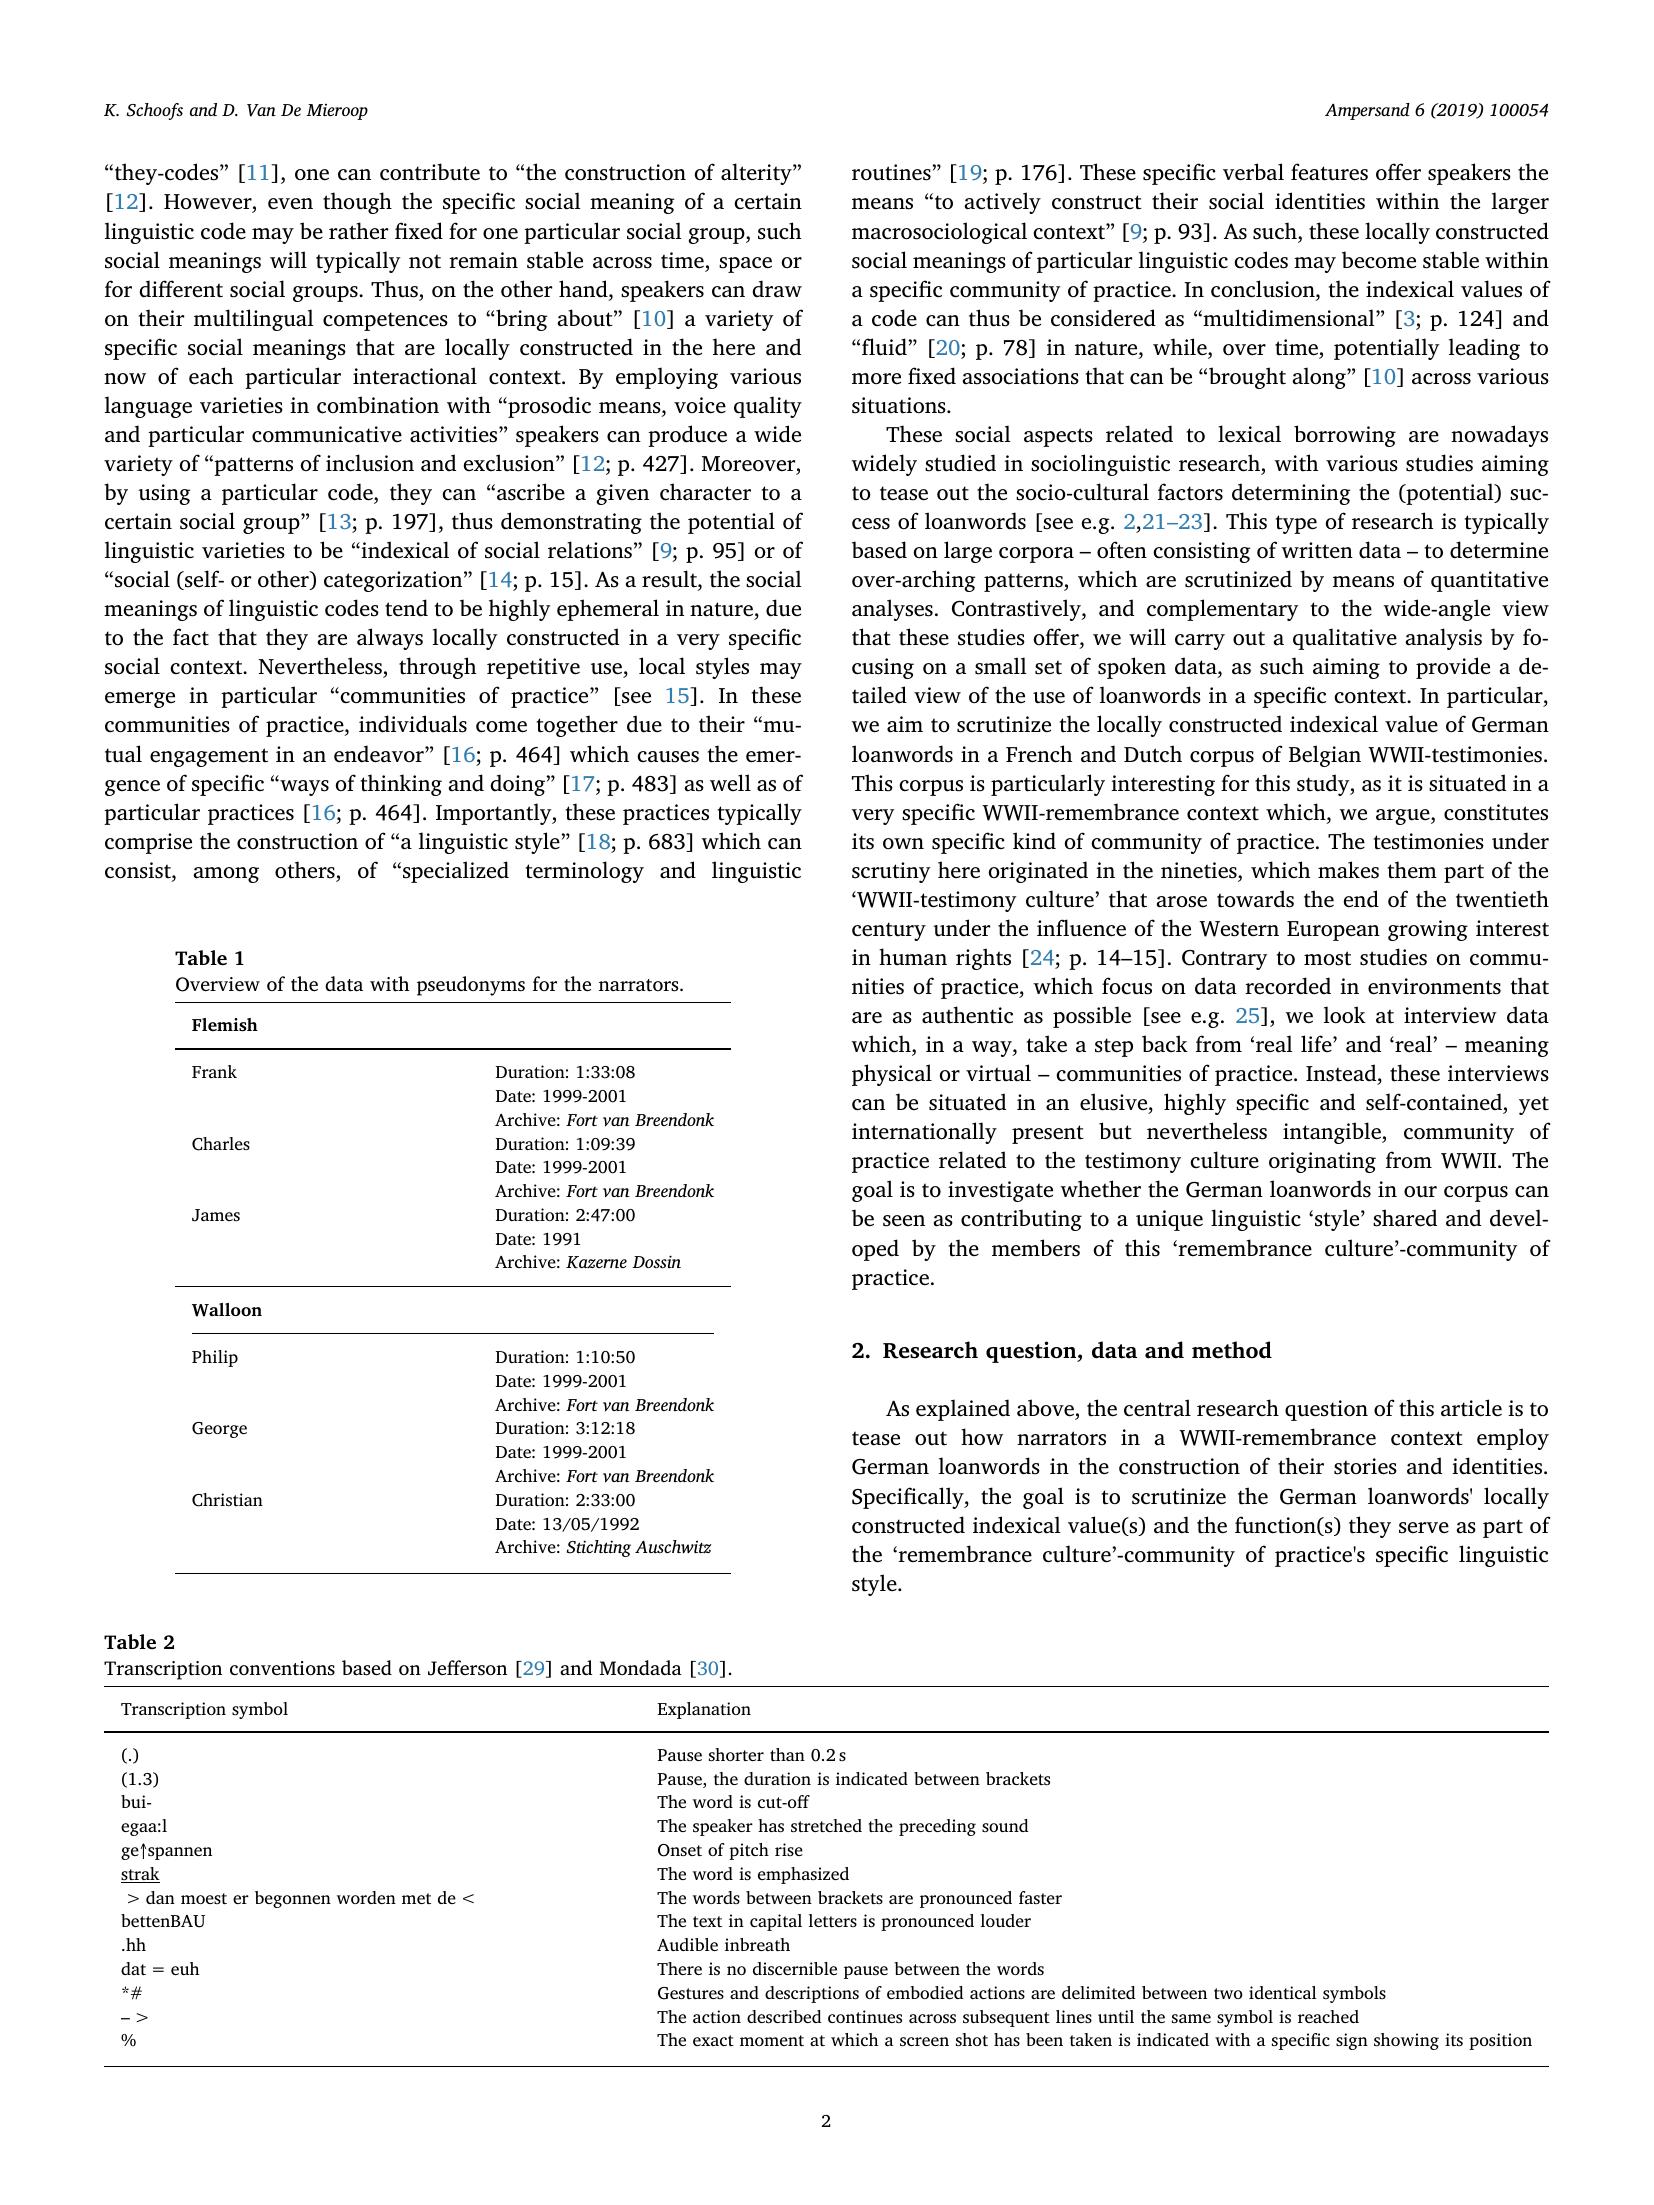 K. Schoofs and D. Van De Mieroop
Ampersand 6 (2019) 100054
“they-codes” [11], one can contribute to “the construction of alterity”
[12]. However, even though the specific social meaning of a certain
linguistic code may be rather fixed for one particular social group, such
social meanings will typically not remain stable across time, space or
for different social groups. Thus, on the other hand, speakers can draw
on their multilingual competences to “bring about” [10] a variety of
specific social meanings that are locally constructed in the here and
now of each particular interactional context. By employing various
language varieties in combination with “prosodic means, voice quality
and particular communicative activities” speakers can produce a wide
variety of “patterns of inclusion and exclusion” [12; p. 427]. Moreover,
by using a particular code, they can “ascribe a given character to a
certain social group” [13; p. 197], thus demonstrating the potential of
linguistic varieties to be “indexical of social relations” [9; p. 95] or of
“social (self- or other) categorization” [14; p. 15]. As a result, the social
meanings of linguistic codes tend to be highly ephemeral in nature, due
to the fact that they are always locally constructed in a very specific
social context. Nevertheless, through repetitive use, local styles may
emerge in particular “communities of practice” [see 15]. In these
communities of practice, individuals come together due to their “mu-
tual engagement in an endeavor” [16; p. 464] which causes the emer-
gence of specific “ways of thinking and doing” [17; p. 483] as well as of
particular practices [16; p. 464]. Importantly, these practices typically
comprise the construction of “a linguistic style” [18; p. 683] which can
consist, among others, of “specialized terminology and linguistic
Table 1
Overview of the data with pseudonyms for the narrators.
Flemish
Frank Duration: 1:33:08
Date: 1999-2001
Archive: Fort van Breendonk
Charles Duration: 1:09:39
Date: 1999-2001
Archive: Fort van Breendonk
James Duration: 2:47:00
Date: 1991
Archive: Kazerne Dossin
Walloon
Philip Duration: 1:10:50
Date: 1999-2001
Archive: Fort van Breendonk
George Duration: 3:12:18
Date: 1999-2001
Archive: Fort van Breendonk
Christian Duration: 2:33:00
Date: 13/05/1992
Archive: Stichting Auschwitz
routines” [19; p. 176]. These specific verbal features offer speakers the
means “to actively construct their social identities within the larger
macrosociological context” [9; p. 93]. As such, these locally constructed
social meanings of particular linguistic codes may become stable within
a specific community of practice. In conclusion, the indexical values of
a code can thus be considered as “multidimensional” [3; p. 124] and
“fluid” [20; p. 78] in nature, while, over time, potentially leading to
more fixed associations that can be “brought along” [10] across various
situations.
These social aspects related to lexical borrowing are nowadays
widely studied in sociolinguistic research, with various studies aiming
to tease out the socio-cultural factors determining the (potential) suc-
cess of loanwords [see e.g. 2,21–23]. This type of research is typically
based on large corpora – often consisting of written data – to determine
over-arching patterns, which are scrutinized by means of quantitative
analyses. Contrastively, and complementary to the wide-angle view
that these studies offer, we will carry out a qualitative analysis by fo-
cusing on a small set of spoken data, as such aiming to provide a de-
tailed view of the use of loanwords in a specific context. In particular,
we aim to scrutinize the locally constructed indexical value of German
loanwords in a French and Dutch corpus of Belgian WWII-testimonies.
This corpus is particularly interesting for this study, as it is situated in a
very specific WWII-remembrance context which, we argue, constitutes
its own specific kind of community of practice. The testimonies under
scrutiny here originated in the nineties, which makes them part of the
‘WWII-testimony culture’ that arose towards the end of the twentieth
century under the influence of the Western European growing interest
in human rights [24; p. 14–15]. Contrary to most studies on commu-
nities of practice, which focus on data recorded in environments that
are as authentic as possible [see e.g. 25], we look at interview data
which, in a way, take a step back from ‘real life’ and ‘real’ – meaning
physical or virtual – communities of practice. Instead, these interviews
can be situated in an elusive, highly specific and self-contained, yet
internationally present but nevertheless intangible, community of
practice related to the testimony culture originating from WWII. The
goal is to investigate whether the German loanwords in our corpus can
be seen as contributing to a unique linguistic ‘style’ shared and devel-
oped by the members of this ‘remembrance culture’-community of
practice.
2. Research question, data and method
As explained above, the central research question of this article is to
tease out how narrators in a WWII-remembrance context employ
German loanwords in the construction of their stories and identities.
Specifically, the goal is to scrutinize the German loanwords' locally
constructed indexical value(s) and the function(s) they serve as part of
the ‘remembrance culture’-community of practice's specific linguistic
style.
Table 2
Transcription conventions based on Jefferson [29] and Mondada [30].
Transcription symbol Explanation
(.) Pause shorter than 0.2 s
(1.3) Pause, the duration is indicated between brackets
bui- The word is cut-off
egaa:l The speaker has stretched the preceding sound
ge↑spannen Onset of pitch rise
strak The word is emphasized
> dan moest er begonnen worden met de < The words between brackets are pronounced faster
bettenBAU The text in capital letters is pronounced louder
.hh Audible inbreath
dat = euh There is no discernible pause between the words
*# Gestures and descriptions of embodied actions are delimited between two identical symbols
– > The action described continues across subsequent lines until the same symbol is reached
% The exact moment at which a screen shot has been taken is indicated with a specific sign showing its position
2